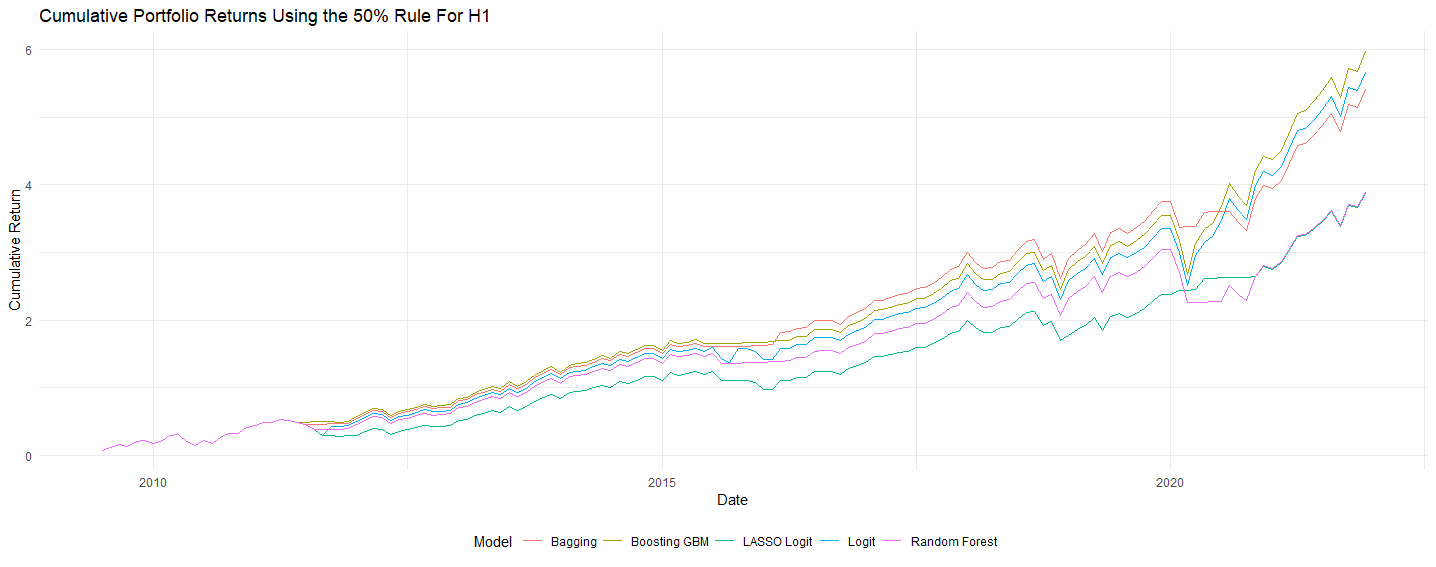 Cumulative Portfolio Returns Using the 50% Rule For H1
6
4
2
0
Cumulative Return
2010 2015 2020
Date
Model Bagging Boosting GBM LASSO Logit Logit Random Forest